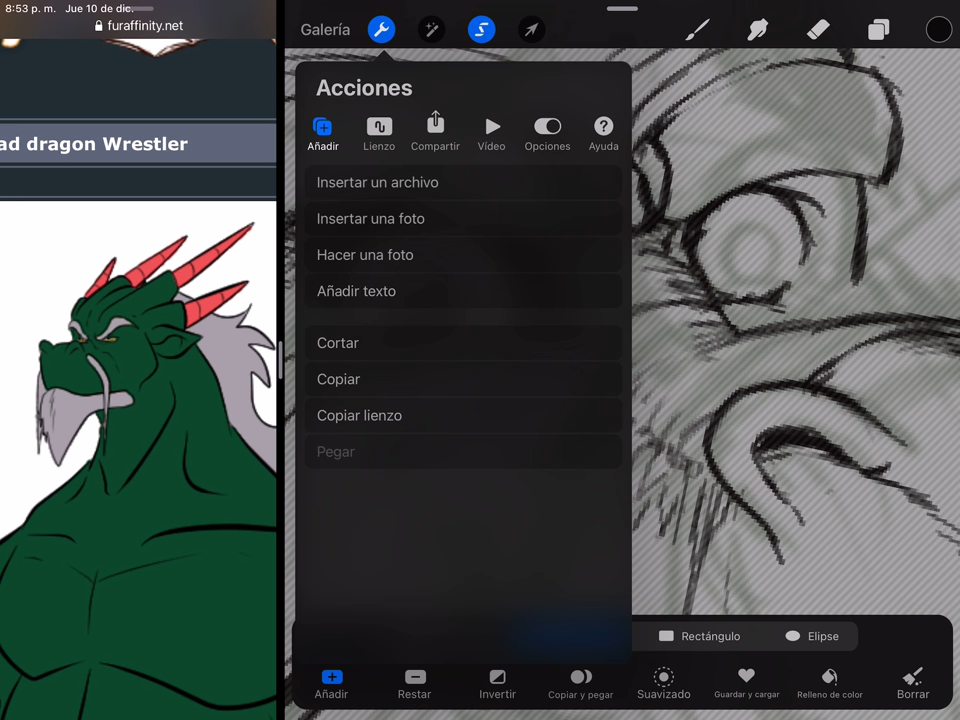 8:53 p. m. Jue 10 de dic.
furaffinity.net
ad dragon Wrestler
Galería
Acciones
Añadir
Lienzo
Compartir
Vídeo
Opciones
Ayuda
Insertar un archivo
Insertar una foto
Hacer una foto
Añadir texto
Cortar
Copiar
Copiar lienzo
Pegar
Rectángulo
Elipse
Añadir
Restar
Invertir
Copiar y pegar
Suavizado
Guardar y cargar
Relleno de color
Borrar